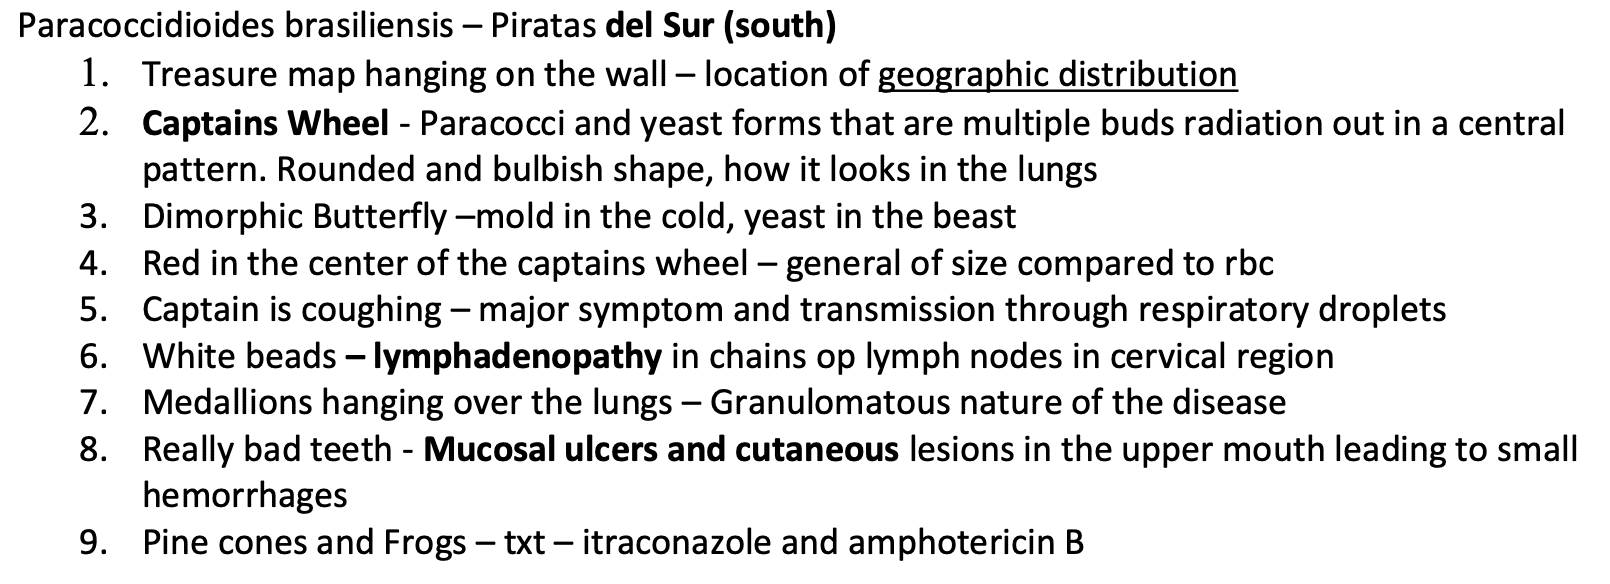 Paracoccidioides brasiliensis – Piratas del Sur (south)
1. Treasure map hanging on the wall – location of geographic distribution
2. Captains Wheel - Paracocci and yeast forms that are multiple buds radiation out in a central
pattern. Rounded and bulbish shape, how it looks in the lungs
3. Dimorphic Butterfly –mold in the cold, yeast in the beast
4. Red in the center of the captains wheel – general of size compared to rbc
5. Captain is coughing – major symptom and transmission through respiratory droplets
6. White beads – lymphadenopathy in chains op lymph nodes in cervical region
7. Medallions hanging over the lungs – Granulomatous nature of the disease
8. Really bad teeth - Mucosal ulcers and cutaneous lesions in the upper mouth leading to small
hemorrhages
9. Pine cones and Frogs – txt – itraconazole and amphotericin B